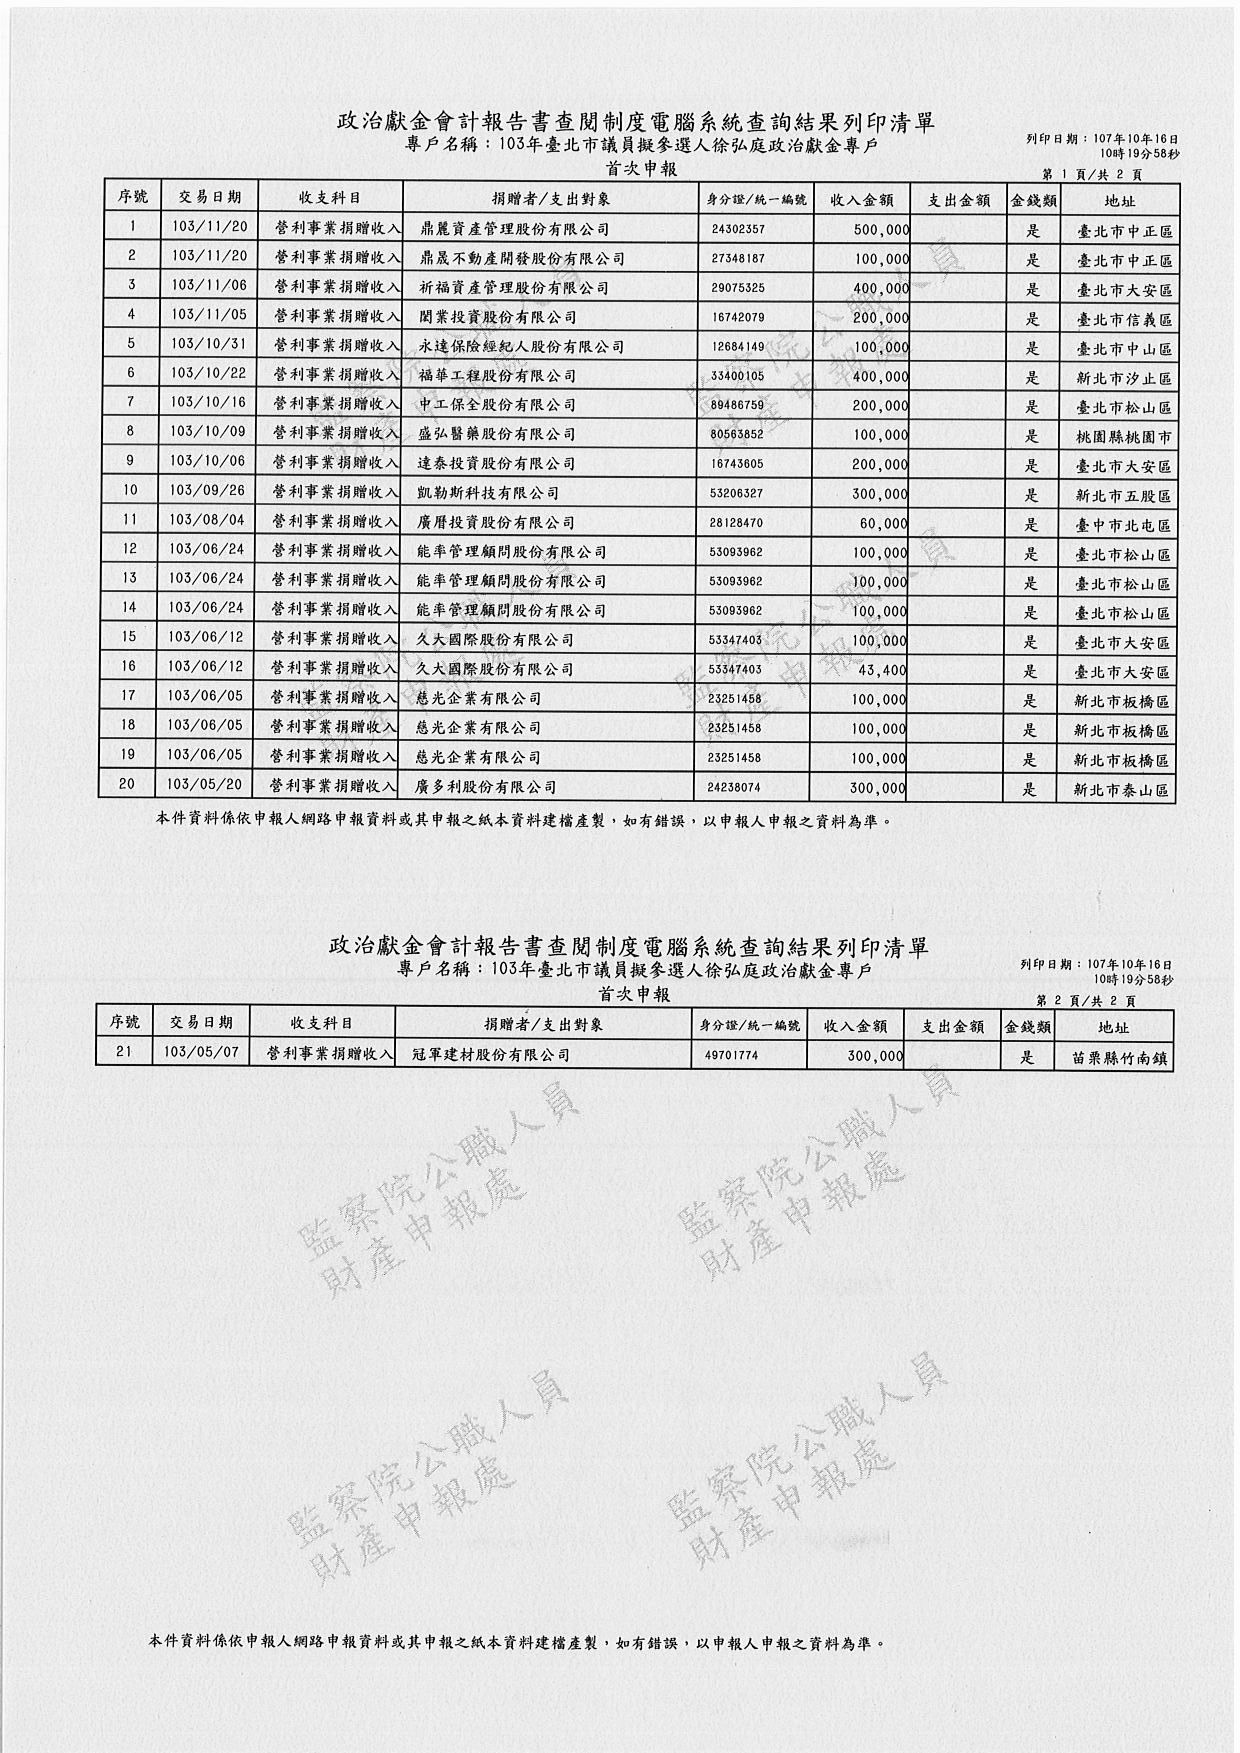 政治獻金會計報告書查閱制度電腦系統查詢結果列印清單
專戶名稱：103年臺北市議員擬參選人徐弘庭政治獻金專戶
列印日期：107年10月16日
10時19分58秒
首次申報
第 1 頁/共 2 頁
序號 交易日期 收支科目 捐贈者/支出對象 身分證/統一編號 收入金額 支出金額 金錢類 地址
1 103/11/20 營利事業捐贈收入 鼎麗資產管理股份有限公司 24302357 500,000 是 臺北市中正區
2 103/11/20 營利事業捐贈收入 鼎晟不動產開發股份有限公司 27348187 100,000 是 臺北市中正區
3 103/11/06 營利事業捐贈收入 祈福資產管理股份有限公司 29075325 400,000 是 臺北市大安區
4 103/11/05 營利事業捐贈收入 閎業投資股份有限公司 16742079 200,000 是 臺北市信義區
5 103/10/31 營利事業捐贈收入 永達保險經紀人股份有限公司 12684149 100,000 是 臺北市中山區
6 103/10/22 營利事業捐贈收入 福華工程股份有限公司 33400105 400,000 是 新北市汐止區
7 103/10/16 營利事業捐贈收入 中工保全股份有限公司 89486759 200,000 是 臺北市松山區
8 103/10/09 營利事業捐贈收入 盛弘醫藥股份有限公司 80563852 100,000 是 桃園縣桃園市
9 103/10/06 營利事業捐贈收入 達泰投資股份有限公司 16743605 200,000 是 臺北市大安區
10 103/09/26 營利事業捐贈收入 凱勒斯科技有限公司 53206327 300,000 是 新北市五股區
11 103/08/04 營利事業捐贈收入 廣曆投資股份有限公司 28128470 60,000 是 臺中市北屯區
12 103/06/24 營利事業捐贈收入 能率管理顧問股份有限公司 53093962 100,000 是 臺北市松山區
13 103/06/24 營利事業捐贈收入 能率管理顧問股份有限公司 53093962 100,000 是 臺北市松山區
14 103/06/24 營利事業捐贈收入 能率管理顧問股份有限公司 53093962 100,000 是 臺北市松山區
15 103/06/12 營利事業捐贈收入 久大國際股份有限公司 53347403 100,000 是 臺北市大安區
16 103/06/12 營利事業捐贈收入 久大國際股份有限公司 53347403 43,400 是 臺北市大安區
17 103/06/05 營利事業捐贈收入 慈光企業有限公司 23251458 100,000 是 新北市板橋區
18 103/06/05 營利事業捐贈收入 慈光企業有限公司 23251458 100,000 是 新北市板橋區
19 103/06/05 營利事業捐贈收入 慈光企業有限公司 23251458 100,000 是 新北市板橋區
20 103/05/20 營利事業捐贈收入 廣多利股份有限公司 24238074 300,000 是 新北市泰山區
本件資料係依申報人網路申報資料或其申報之紙本資料建檔產製，如有錯誤，以申報人申報之資料為準。
政治獻金會計報告書查閱制度電腦系統查詢結果列印清單
專戶名稱：103年臺北市議員擬參選人徐弘庭政治獻金專戶
列印日期：107年10月16日
10時19分58秒
首次申報
第 2 頁/共 2 頁
序號 交易日期 收支科目 捐贈者/支出對象 身分證/統一編號 收入金額 支出金額 金錢類 地址
21 103/05/07 營利事業捐贈收入 冠軍建材股份有限公司 49701774 300,000 是 苗栗縣竹南鎮
監察院公職人員
財產申報處
監察院公職人員
財產申報處
監察院公職人員
財產申報處
監察院公職人員
財產申報處
本件資料係依申報人網路申報資料或其申報之紙本資料建檔產製，如有錯誤，以申報人申報之資料為準。